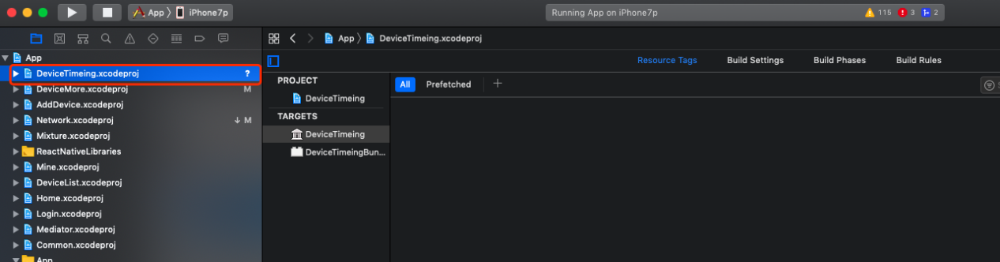 App 〉 iPhone7p
Running App on iPhone7p
115 3 2
App 〉 DeviceTimeing.xcodeproj
App
DeviceTimeing.xcodeproj ?
DeviceMore.xcodeproj M
AddDevice.xcodeproj
Network.xcodeproj ↓ M
Mixture.xcodeproj
ReactNativeLibraries
Mine.xcodeproj
DeviceList.xcodeproj
Home.xcodeproj
Login.xcodeproj
Mediator.xcodeproj
Common.xcodeproj
App
Resource Tags Build Settings Build Phases Build Rules
PROJECT
DeviceTimeing
TARGETS
DeviceTimeing
DeviceTimeingBun...
All Prefetched +